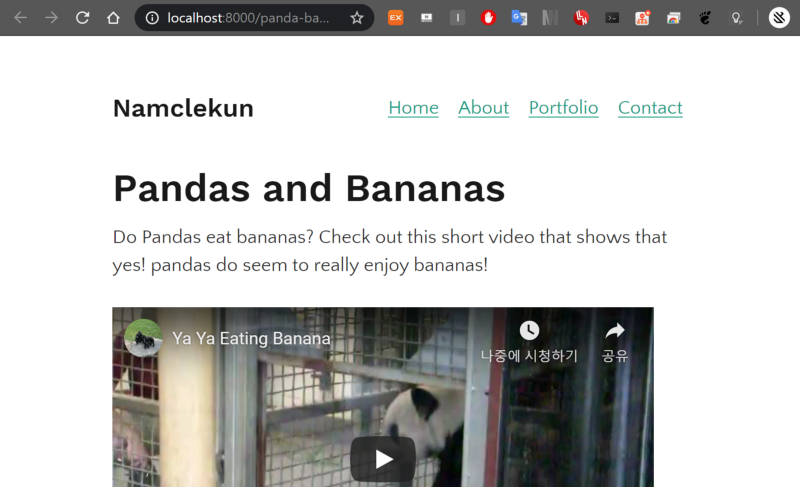 localhost:8000/panda-ba...
Namclekun
Home About Portfolio Contact
Pandas and Bananas
Do Pandas eat bananas? Check out this short video that shows that
yes! pandas do seem to really enjoy bananas!
Ya Ya Eating Banana
나중에 시청하기
공유